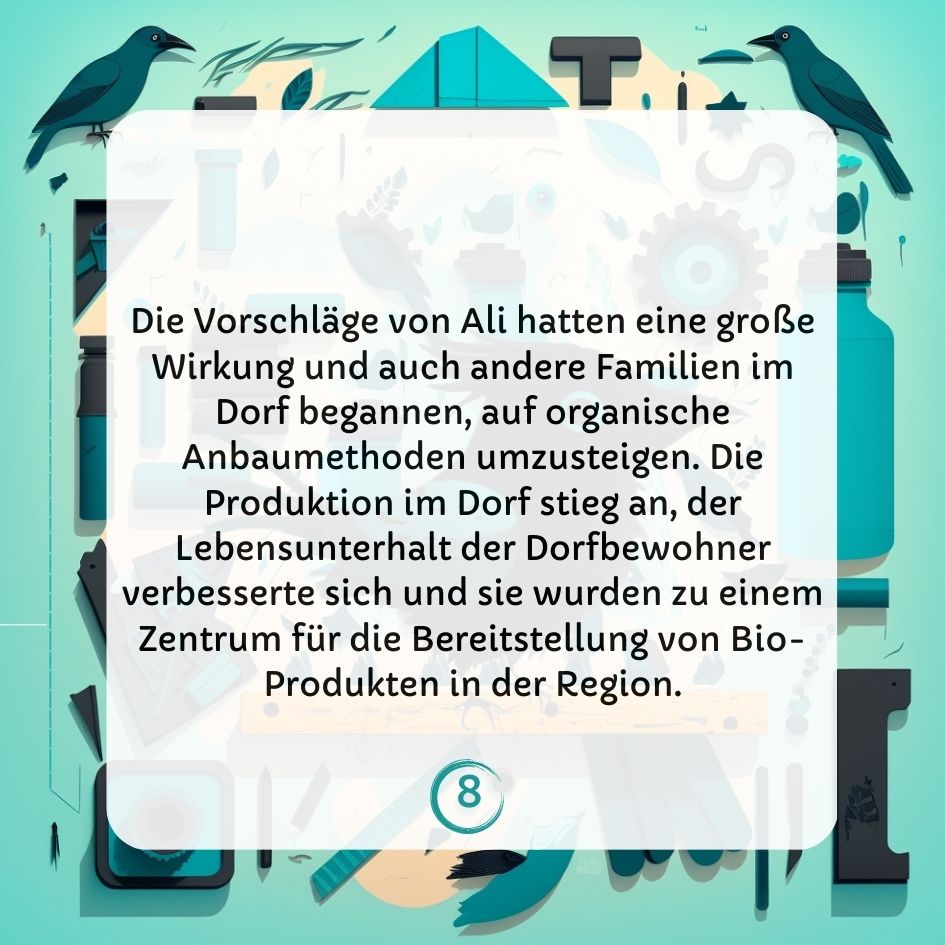 Die Vorschläge von Ali hatten eine große
Wirkung und auch andere Familien im
Dorf begannen, auf organische
Anbaumethoden umzusteigen. Die
Produktion im Dorf stieg an, der
Lebensunterhalt der Dorfbewohner
verbesserte sich und sie wurden zu einem
Zentrum für die Bereitstellung von Bio-
Produkten in der Region.
8